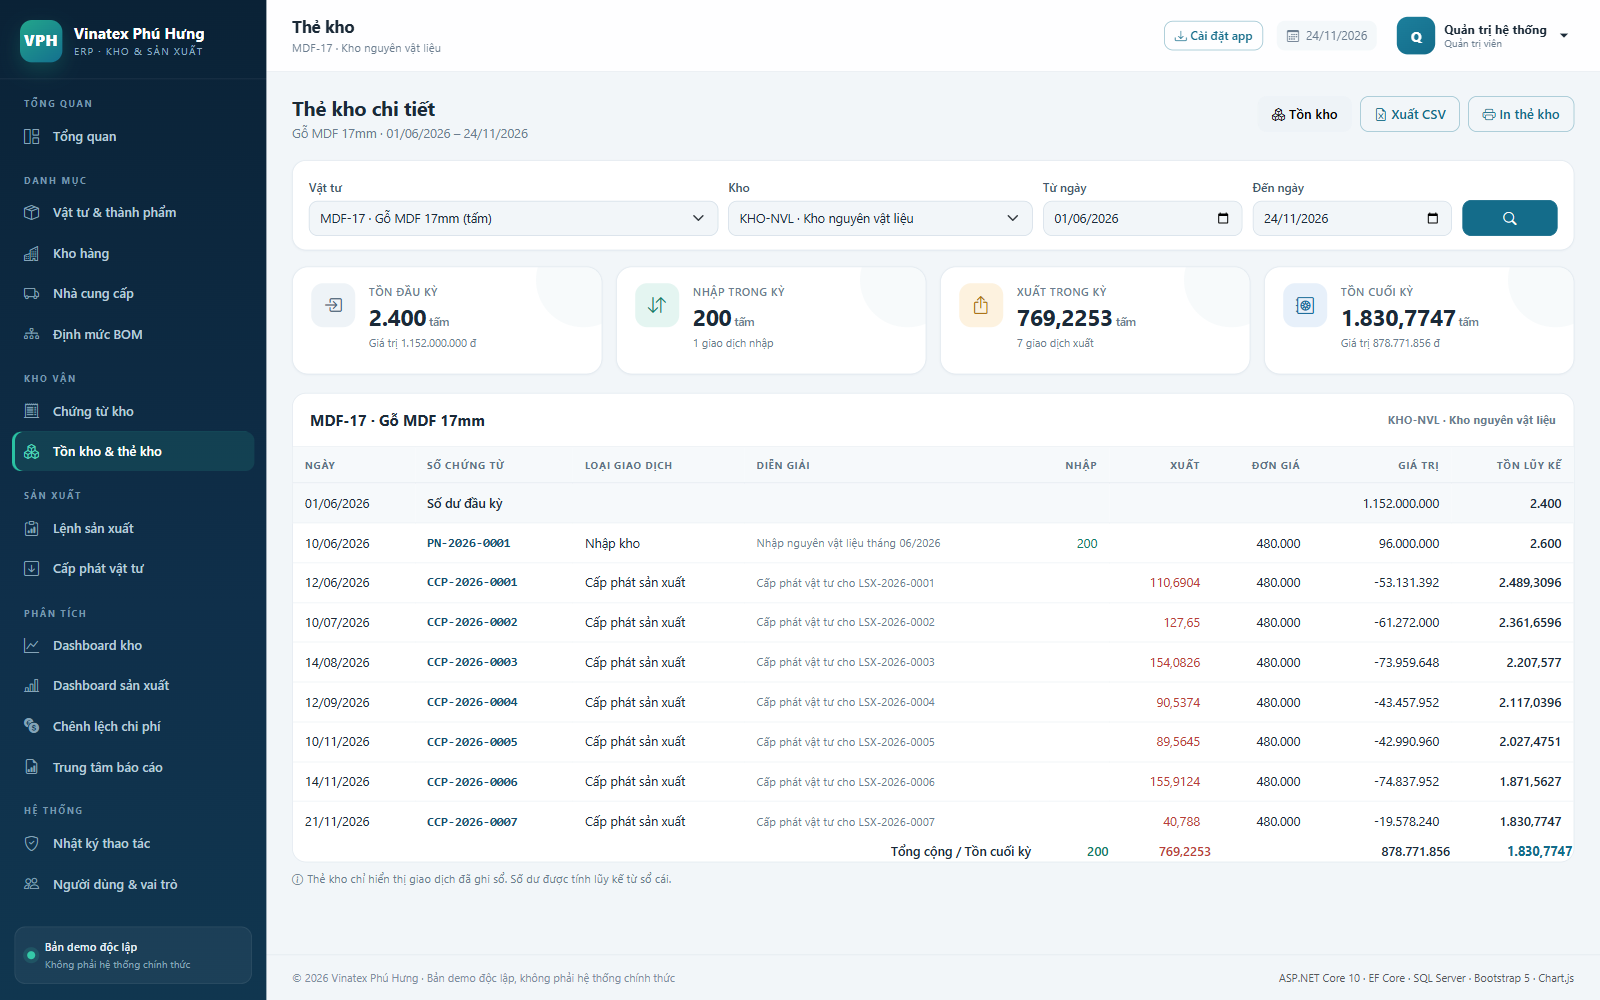 VPH
Vinatex Phú Hưng
ERP · KHO & SẢN XUẤT
TỔNG QUAN
Tổng quan
DANH MỤC
Vật tư & thành phẩm
Kho hàng
Nhà cung cấp
Định mức BOM
KHO VẬN
Chứng từ kho
Tồn kho & thẻ kho
SẢN XUẤT
Lệnh sản xuất
Cấp phát vật tư
PHÂN TÍCH
Dashboard kho
Dashboard sản xuất
Chênh lệch chi phí
Trung tâm báo cáo
HỆ THỐNG
Nhật ký thao tác
Người dùng & vai trò
Bản demo độc lập
Không phải hệ thống chính thức
Thẻ kho
MDF-17 · Kho nguyên vật liệu
Cài đặt app
24/11/2026
Q
Quản trị hệ thống
Quản trị viên
Thẻ kho chi tiết
Gỗ MDF 17mm · 01/06/2026 – 24/11/2026
Tồn kho
Xuất CSV
In thẻ kho
Vật tư
Kho
Từ ngày
Đến ngày
MDF-17 · Gỗ MDF 17mm (tấm)
KHO-NVL · Kho nguyên vật liệu
01/06/2026
24/11/2026
TỒN ĐẦU KỲ
2.400 tấm
Giá trị 1.152.000.000 đ
NHẬP TRONG KỲ
200 tấm
1 giao dịch nhập
XUẤT TRONG KỲ
769,2253 tấm
7 giao dịch xuất
TỒN CUỐI KỲ
1.830,7747 tấm
Giá trị 878.771.856 đ
MDF-17 · Gỗ MDF 17mm
KHO-NVL · Kho nguyên vật liệu
NGÀY SỐ CHỨNG TỪ LOẠI GIAO DỊCH DIỄN GIẢI NHẬP XUẤT ĐƠN GIÁ GIÁ TRỊ TỒN LŨY KẾ
01/06/2026 Số dư đầu kỳ 1.152.000.000 2.400
10/06/2026 PN-2026-0001 Nhập kho Nhập nguyên vật liệu tháng 06/2026 200 480.000 96.000.000 2.600
12/06/2026 CCP-2026-0001 Cấp phát sản xuất Cấp phát vật tư cho LSX-2026-0001 110,6904 480.000 -53.131.392 2.489,3096
10/07/2026 CCP-2026-0002 Cấp phát sản xuất Cấp phát vật tư cho LSX-2026-0002 127,65 480.000 -61.272.000 2.361,6596
14/08/2026 CCP-2026-0003 Cấp phát sản xuất Cấp phát vật tư cho LSX-2026-0003 154,0826 480.000 -73.959.648 2.207,577
12/09/2026 CCP-2026-0004 Cấp phát sản xuất Cấp phát vật tư cho LSX-2026-0004 90,5374 480.000 -43.457.952 2.117,0396
10/11/2026 CCP-2026-0005 Cấp phát sản xuất Cấp phát vật tư cho LSX-2026-0005 89,5645 480.000 -42.990.960 2.027,4751
14/11/2026 CCP-2026-0006 Cấp phát sản xuất Cấp phát vật tư cho LSX-2026-0006 155,9124 480.000 -74.837.952 1.871,5627
21/11/2026 CCP-2026-0007 Cấp phát sản xuất Cấp phát vật tư cho LSX-2026-0007 40,788 480.000 -19.578.240 1.830,7747
Tổng cộng / Tồn cuối kỳ 200 769,2253 878.771.856 1.830,7747
Thẻ kho chỉ hiển thị giao dịch đã ghi sổ. Số dư được tính lũy kế từ sổ cái.
© 2026 Vinatex Phú Hưng · Bản demo độc lập, không phải hệ thống chính thức
ASP.NET Core 10 · EF Core · SQL Server · Bootstrap 5 · Chart.js